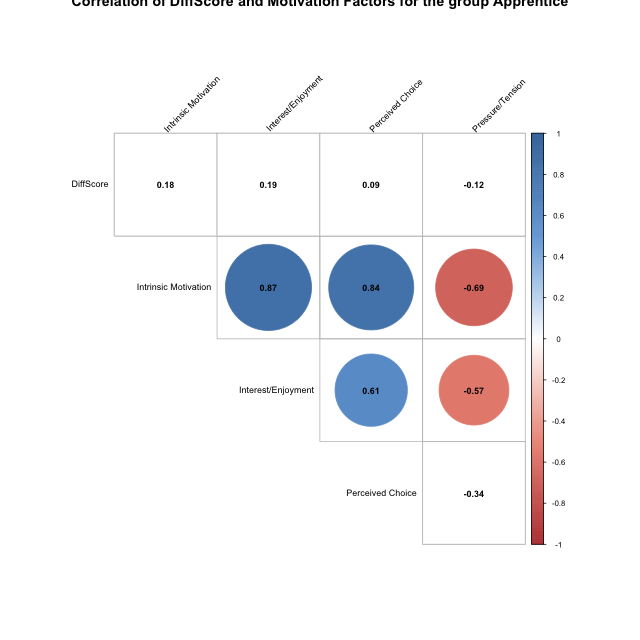 Correlation of DiffScore and Motivation Factors for the group Apprentice
Intrinsic Motivation
Interest/Enjoyment
Perceived Choice
Pressure/Tension
DiffScore
0.18
0.19
0.09
-0.12
Intrinsic Motivation
0.87
0.84
-0.69
Interest/Enjoyment
0.61
-0.57
Perceived Choice
-0.34
1
0.8
0.6
0.4
0.2
0
-0.2
-0.4
-0.6
-0.8
-1